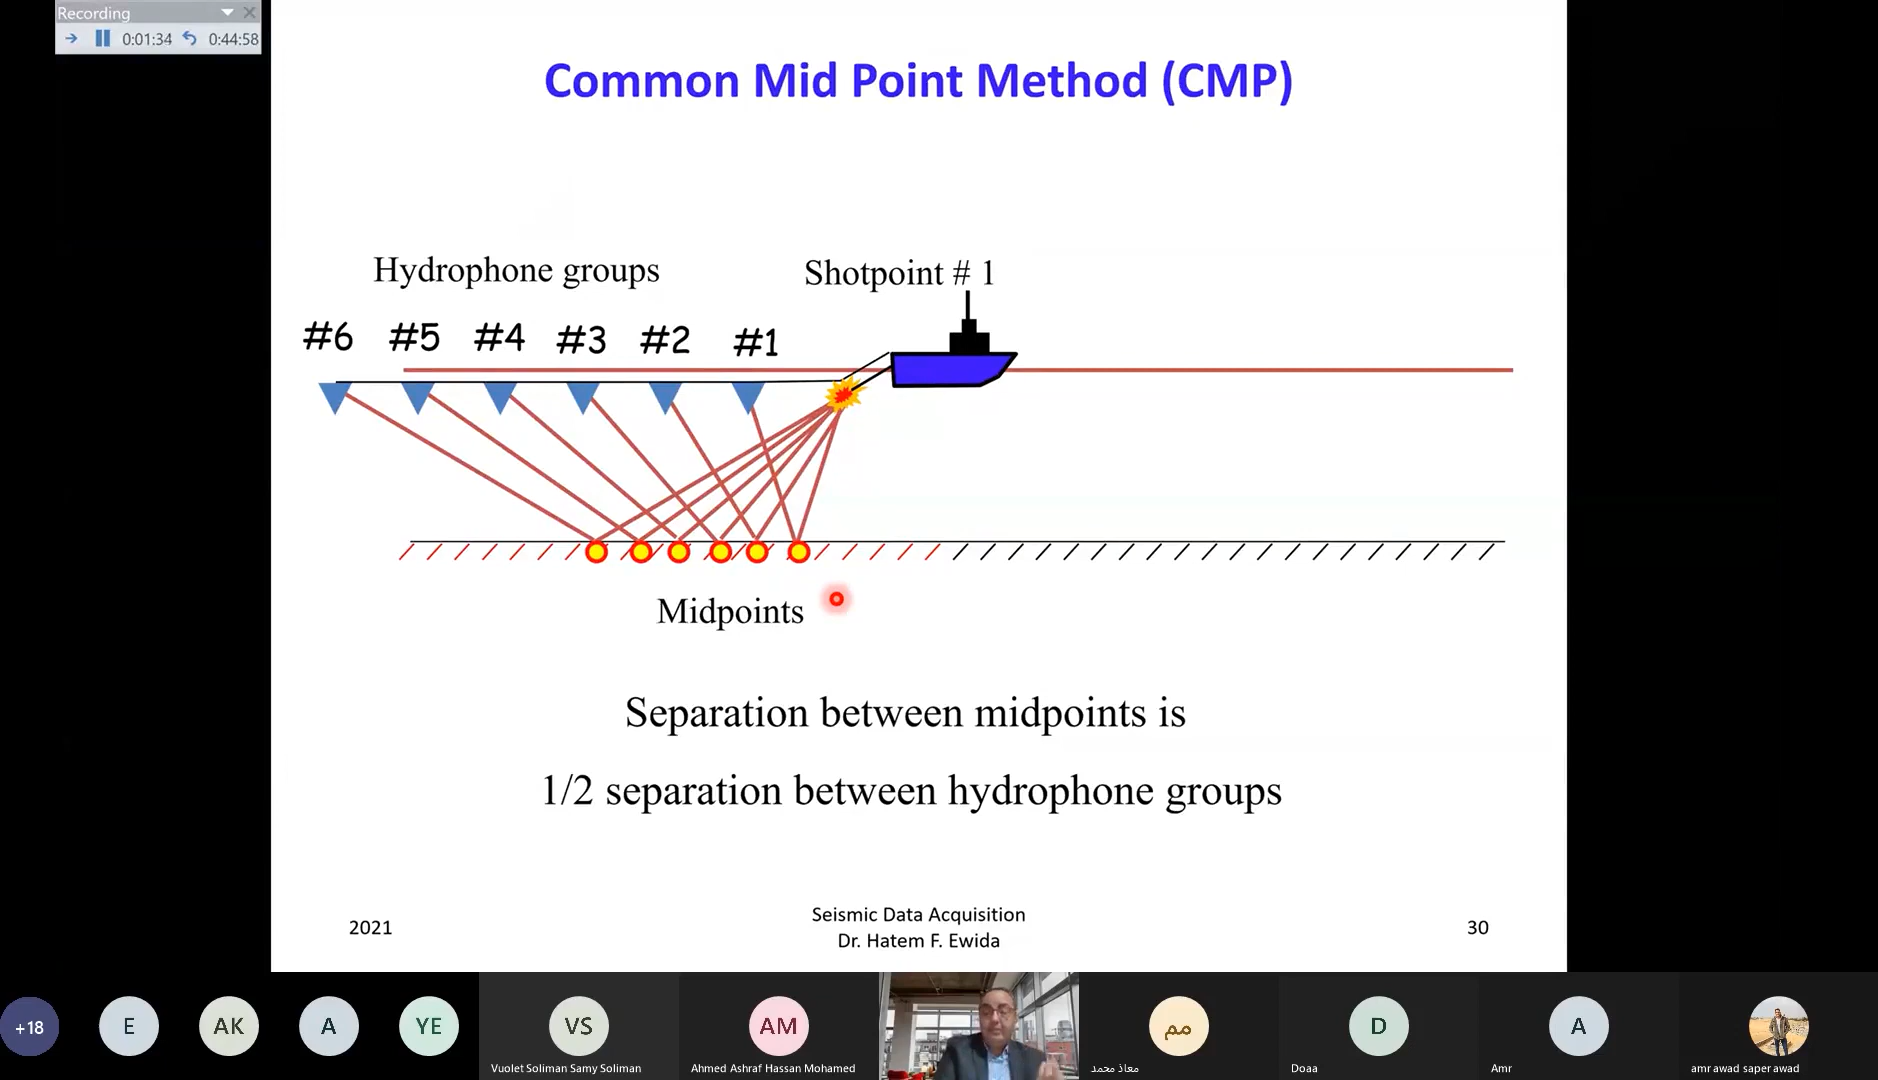 Recording
0:01:34 0:44:58
Common Mid Point Method (CMP)
Hydrophone groups
Shotpoint # 1
#6 #5 #4 #3 #2 #1
Midpoints
Separation between midpoints is
1/2 separation between hydrophone groups
2021
Seismic Data Acquisition
Dr. Hatem F. Ewida
30
+18
E
AK
A
YE
VS
AM
مم
D
A
Vuolet Soliman Samy Soliman
Ahmed Ashraf Hassan Mohamed
معاذ محمد
Doaa
Amr
amr awad saper awad